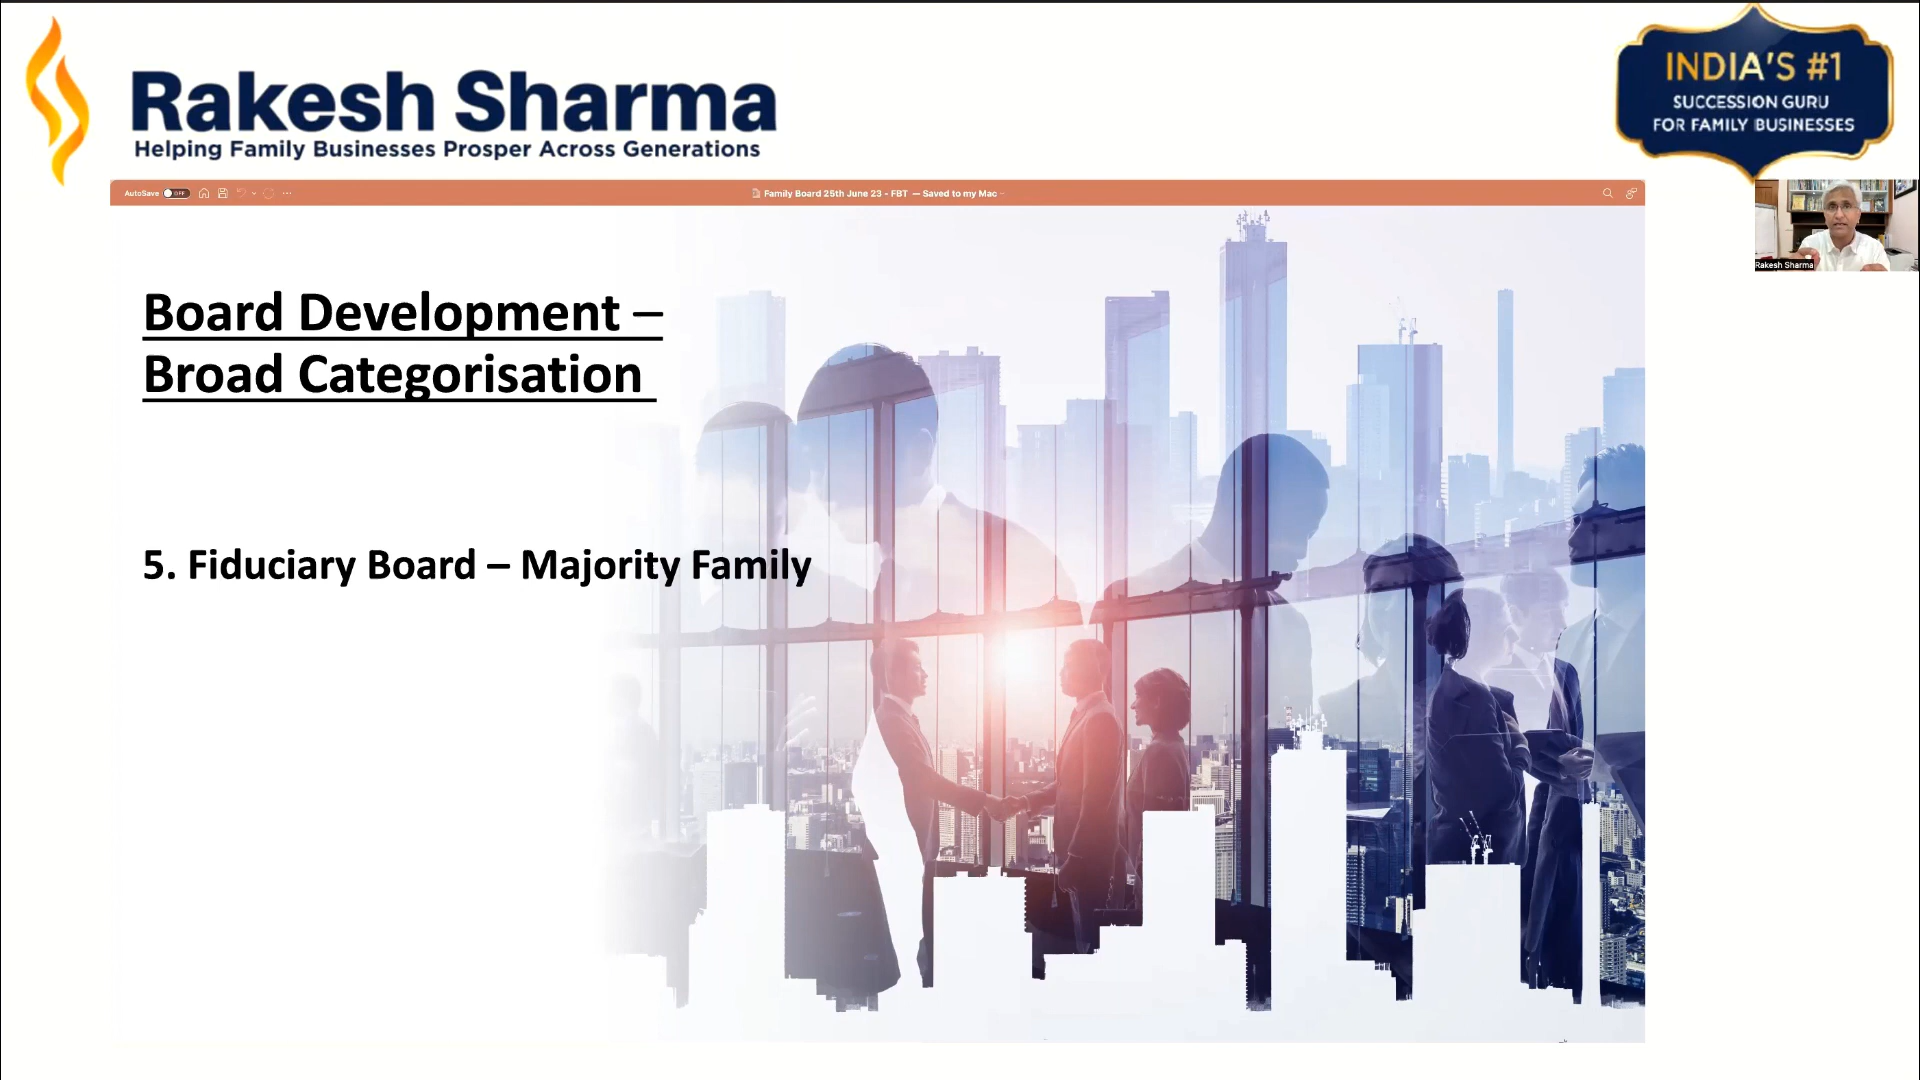 Rakesh Sharma
Helping Family Businesses Prosper Across Generations
INDIA'S #1
SUCCESSION GURU
FOR FAMILY BUSINESSES
AutoSave OFF
Family Board 25th June 23 - FBT — Saved to my Mac
Rakesh Sharma
Board Development –
Broad Categorisation
5. Fiduciary Board – Majority Family